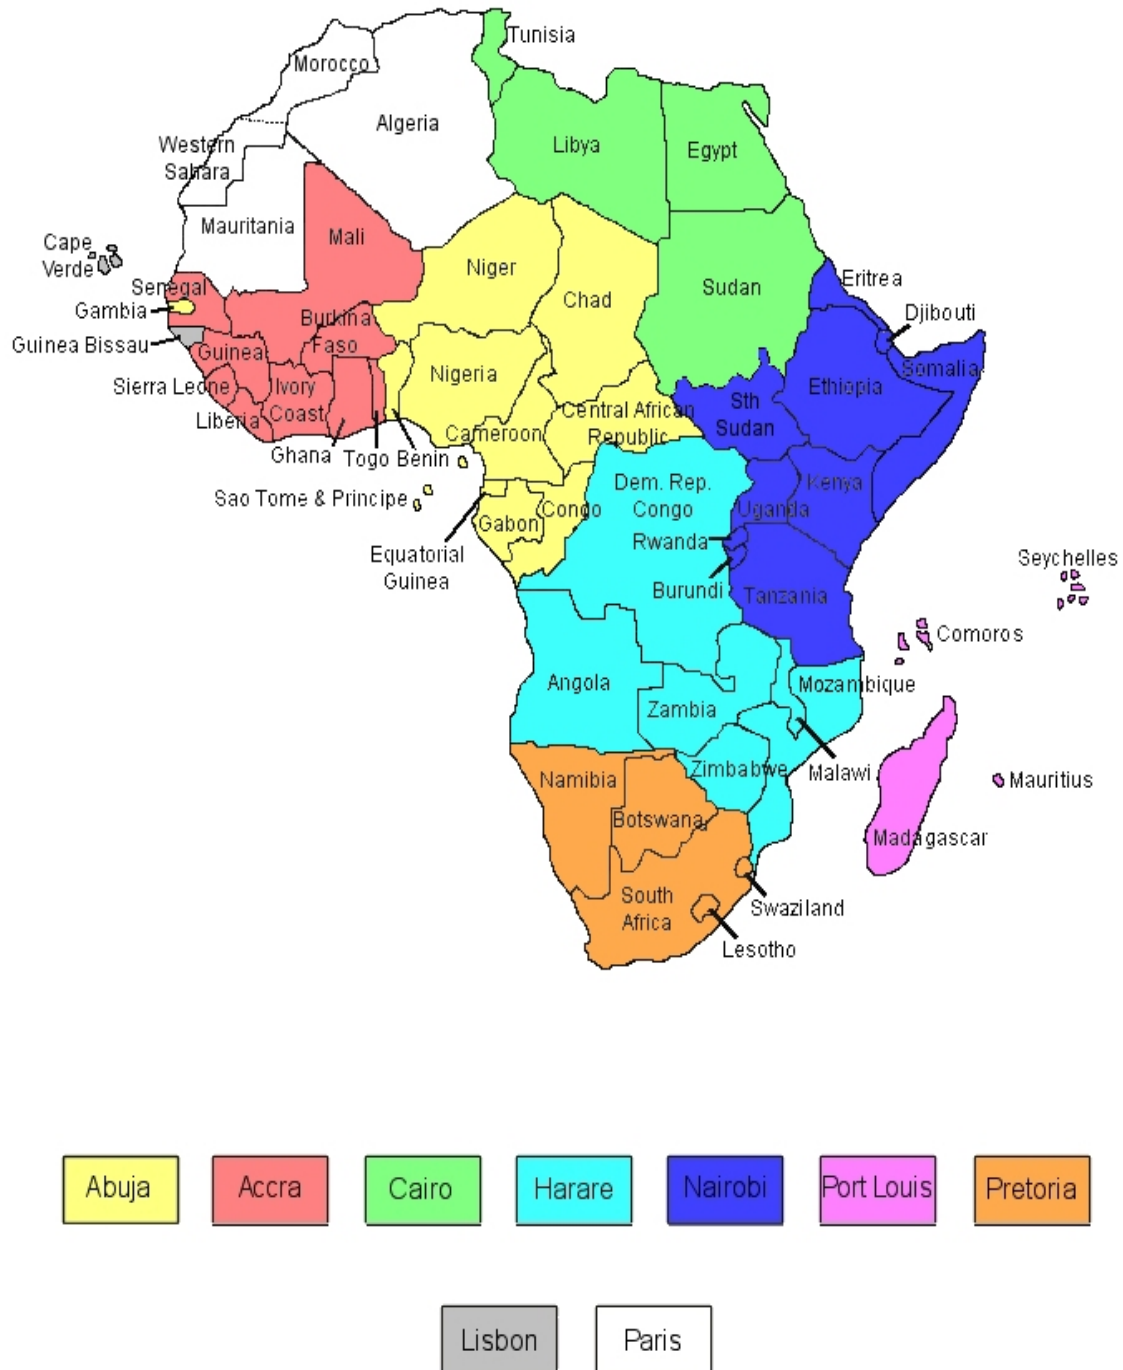 Tunisia
Morocco
Algeria
Western
Sahara
Libya
Egypt
Mauritania
Mali
Cape
Verde
Niger
Chad
Sudan
Eritrea
Senegal
Gambia
Djibouti
Burkina
Faso
Guinea Bissau
Guinea
Nigeria
Ethiopia
Somalia
Sierra Leone
Ivory
Coast
Liberia
Central African
Republic
Sth
Sudan
Cameroon
Ghana
Togo
Benin
Sao Tome & Principe
Equatorial
Guinea
Gabon
Congo
Dem. Rep.
Congo
Uganda
Kenya
Rwanda
Burundi
Tanzania
Seychelles
Comoros
Angola
Zambia
Mozambique
Malawi
Zimbabwe
Namibia
Botswana
Mauritius
Madagascar
South
Africa
Swaziland
Lesotho
Abuja
Accra
Cairo
Harare
Nairobi
Port Louis
Pretoria
Lisbon
Paris